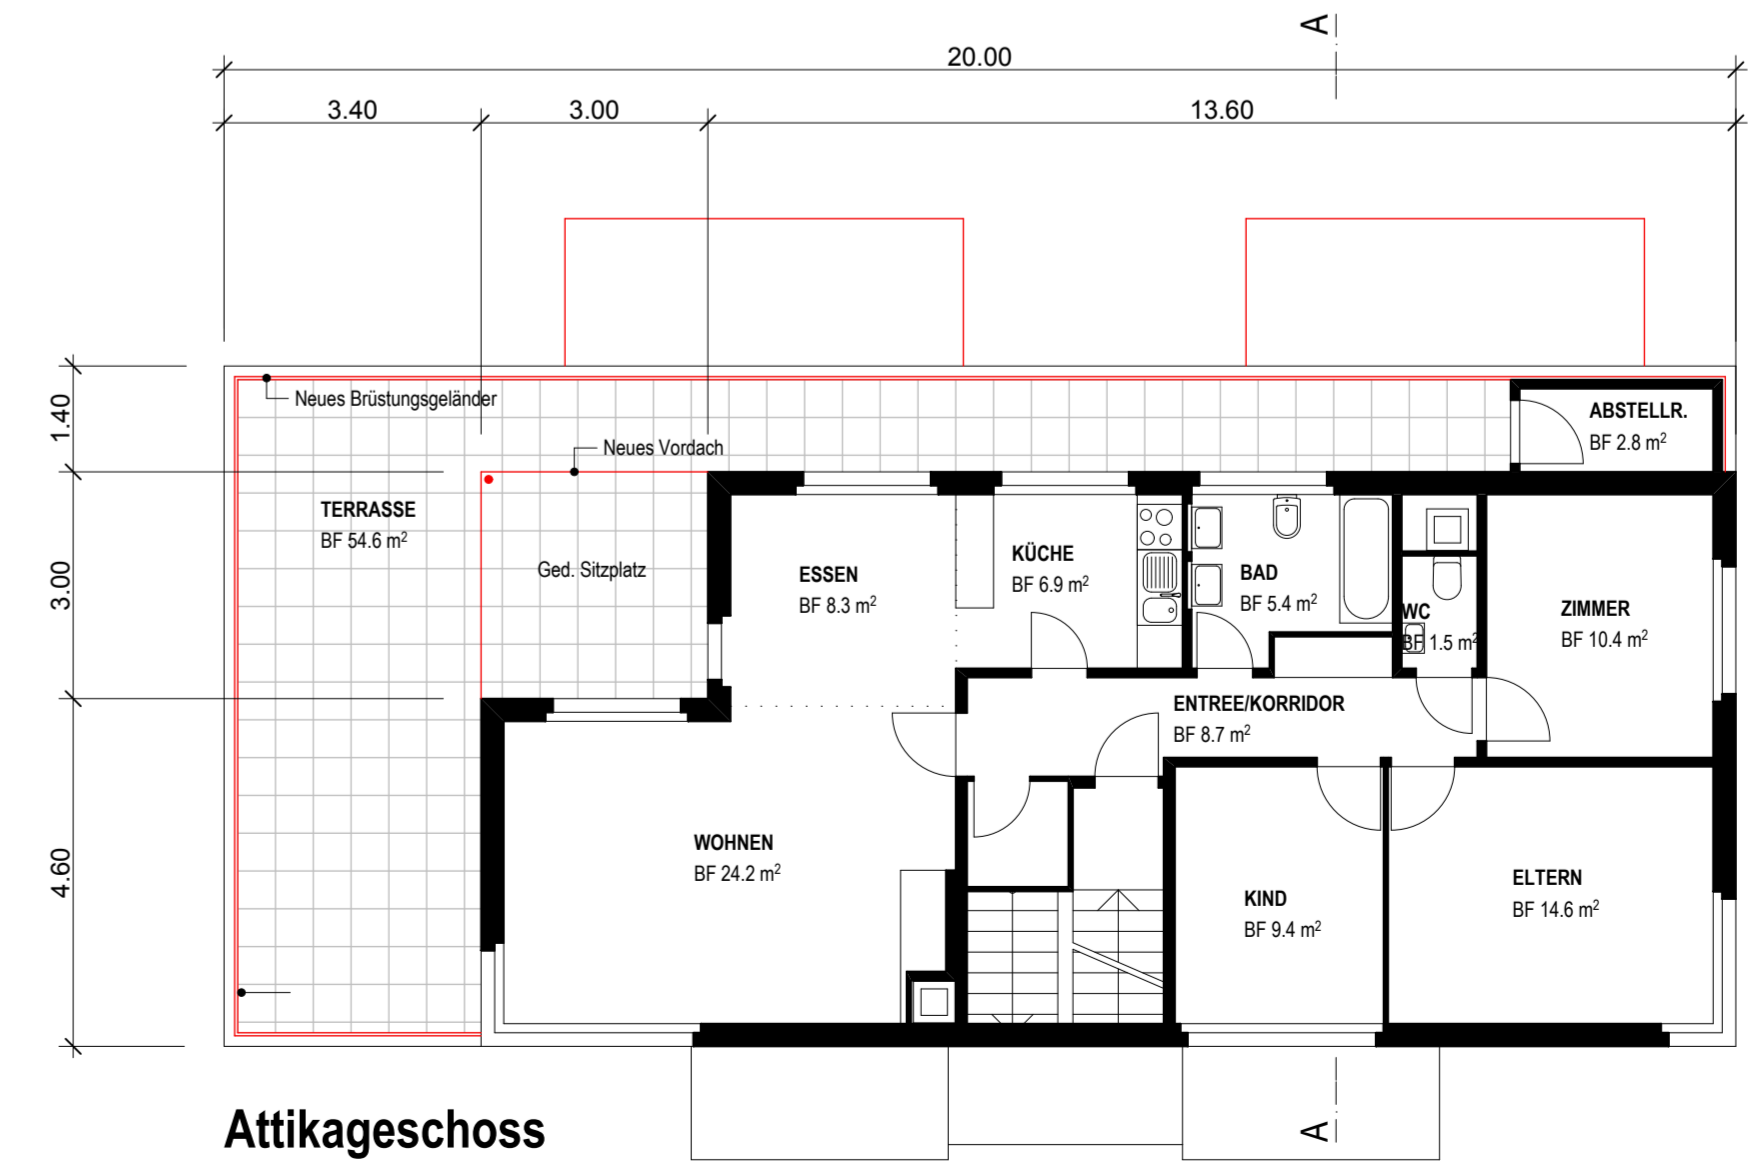 A
20.00
3.40
3.00
13.60
1.40
3.00
4.60
Neues Brüstungsgeländer
Neues Vordach
ABSTELLR.
BF 2.8 m²
TERRASSE
BF 54.6 m²
Ged. Sitzplatz
ESSEN
BF 8.3 m²
KÜCHE
BF 6.9 m²
BAD
BF 5.4 m²
WC
BF 1.5 m²
ZIMMER
BF 10.4 m²
ENTREE/KORRIDOR
BF 8.7 m²
WOHNEN
BF 24.2 m²
KIND
BF 9.4 m²
ELTERN
BF 14.6 m²
Attikageschoss
A